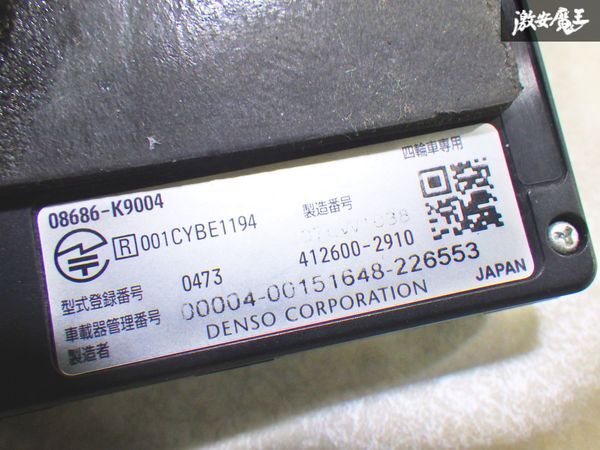 激安魔王
四輪車専用
08686-K9004
R 001CYBE1194
製造番号
型式登録番号 0473 412600-2910
車載器管理番号 00004-00151648-226553
製造者 DENSO CORPORATION JAPAN